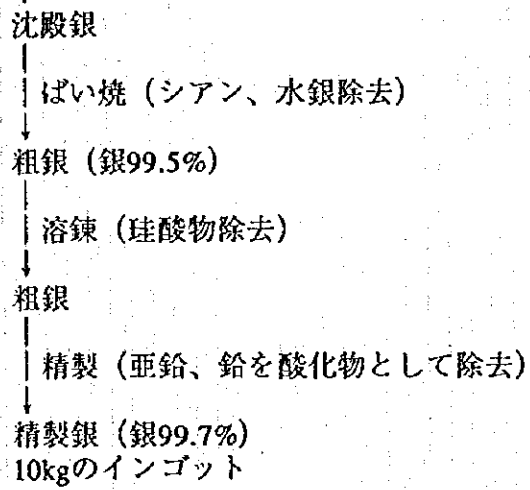 沈殿銀
ばい焼（シアン、水銀除去）
粗銀（銀99.5%）
溶錬（珪酸物除去）
粗銀
精製（亜鉛、鉛を酸化物として除去）
精製銀（銀99.7%）
10kgのインゴット